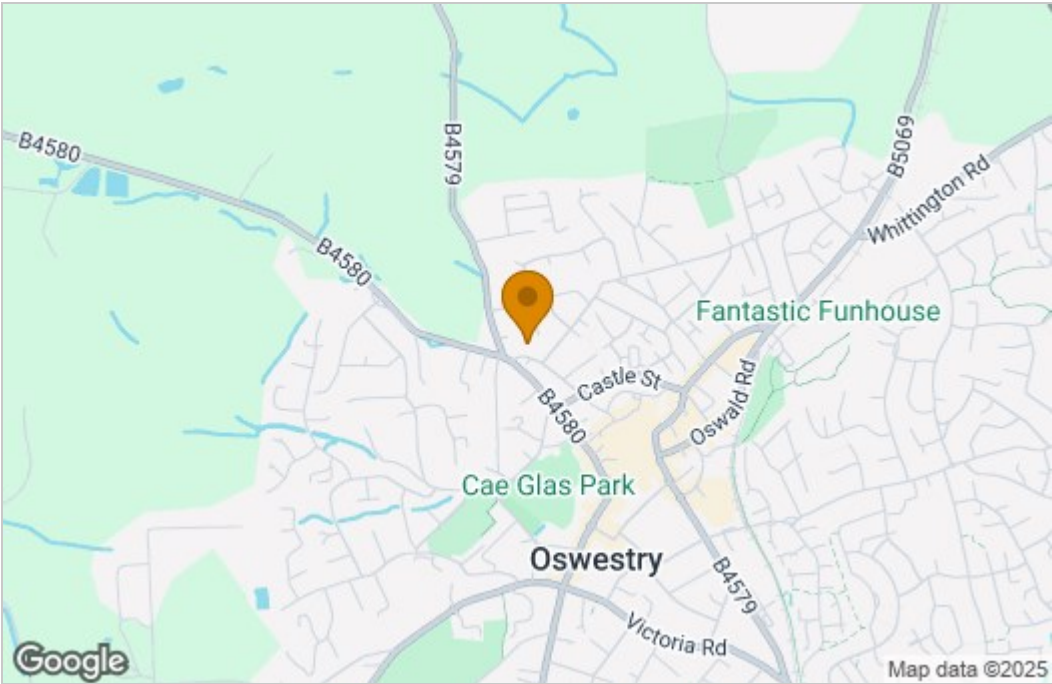 B4580
B4579
B5069
Whittington Rd
B4580
Fantastic Funhouse
Castle St
Oswald Rd
B4580
Cae Glas Park
Oswestry
B4579
Victoria Rd
Google
Map data ©2025